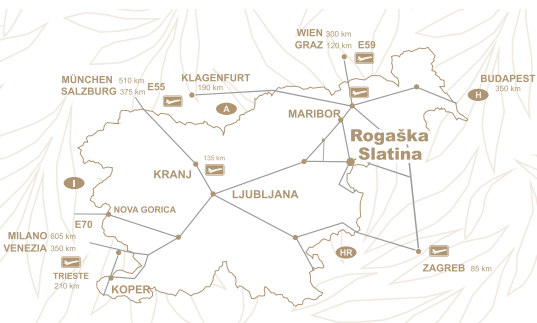 WIEN 300 km
GRAZ 120 km E59
MÜNCHEN 510 km
SALZBURG 375 km
E55
KLAGENFURT
190 km
BUDAPEST
350 km
H
A
MARIBOR
Rogaška
Slatina
135 km
KRANJ
I
LJUBLJANA
NOVA GORICA
E70
MILANO 605 km
VENEZIA 350 km
HR
TRIESTE
210 km
KOPER
ZAGREB 85 km